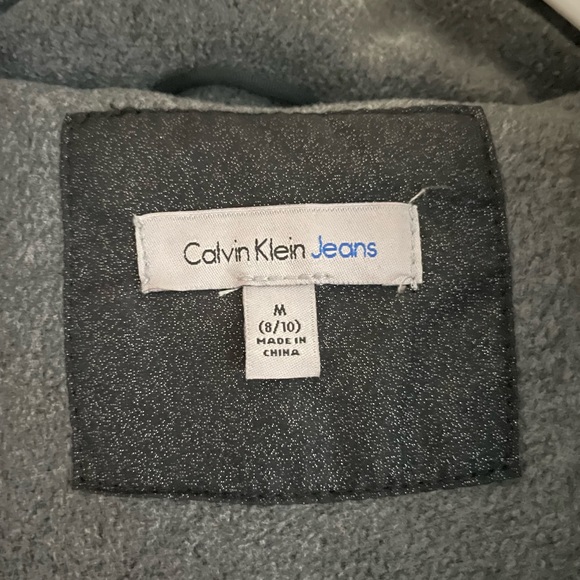 Calvin Klein Jeans
M
(8/10)
MADE IN
CHINA